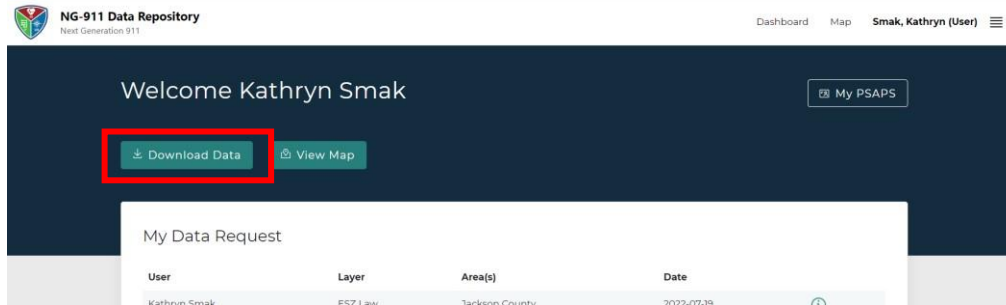 NG-911 Data Repository
Next Generation 911
Dashboard Map Smak, Kathryn (User)
Welcome Kathryn Smak
My PSAPS
Download Data View Map
My Data Request
User Layer Area(s) Date
Kathryn Smak ESZ Law Jackson County 2022-07-19